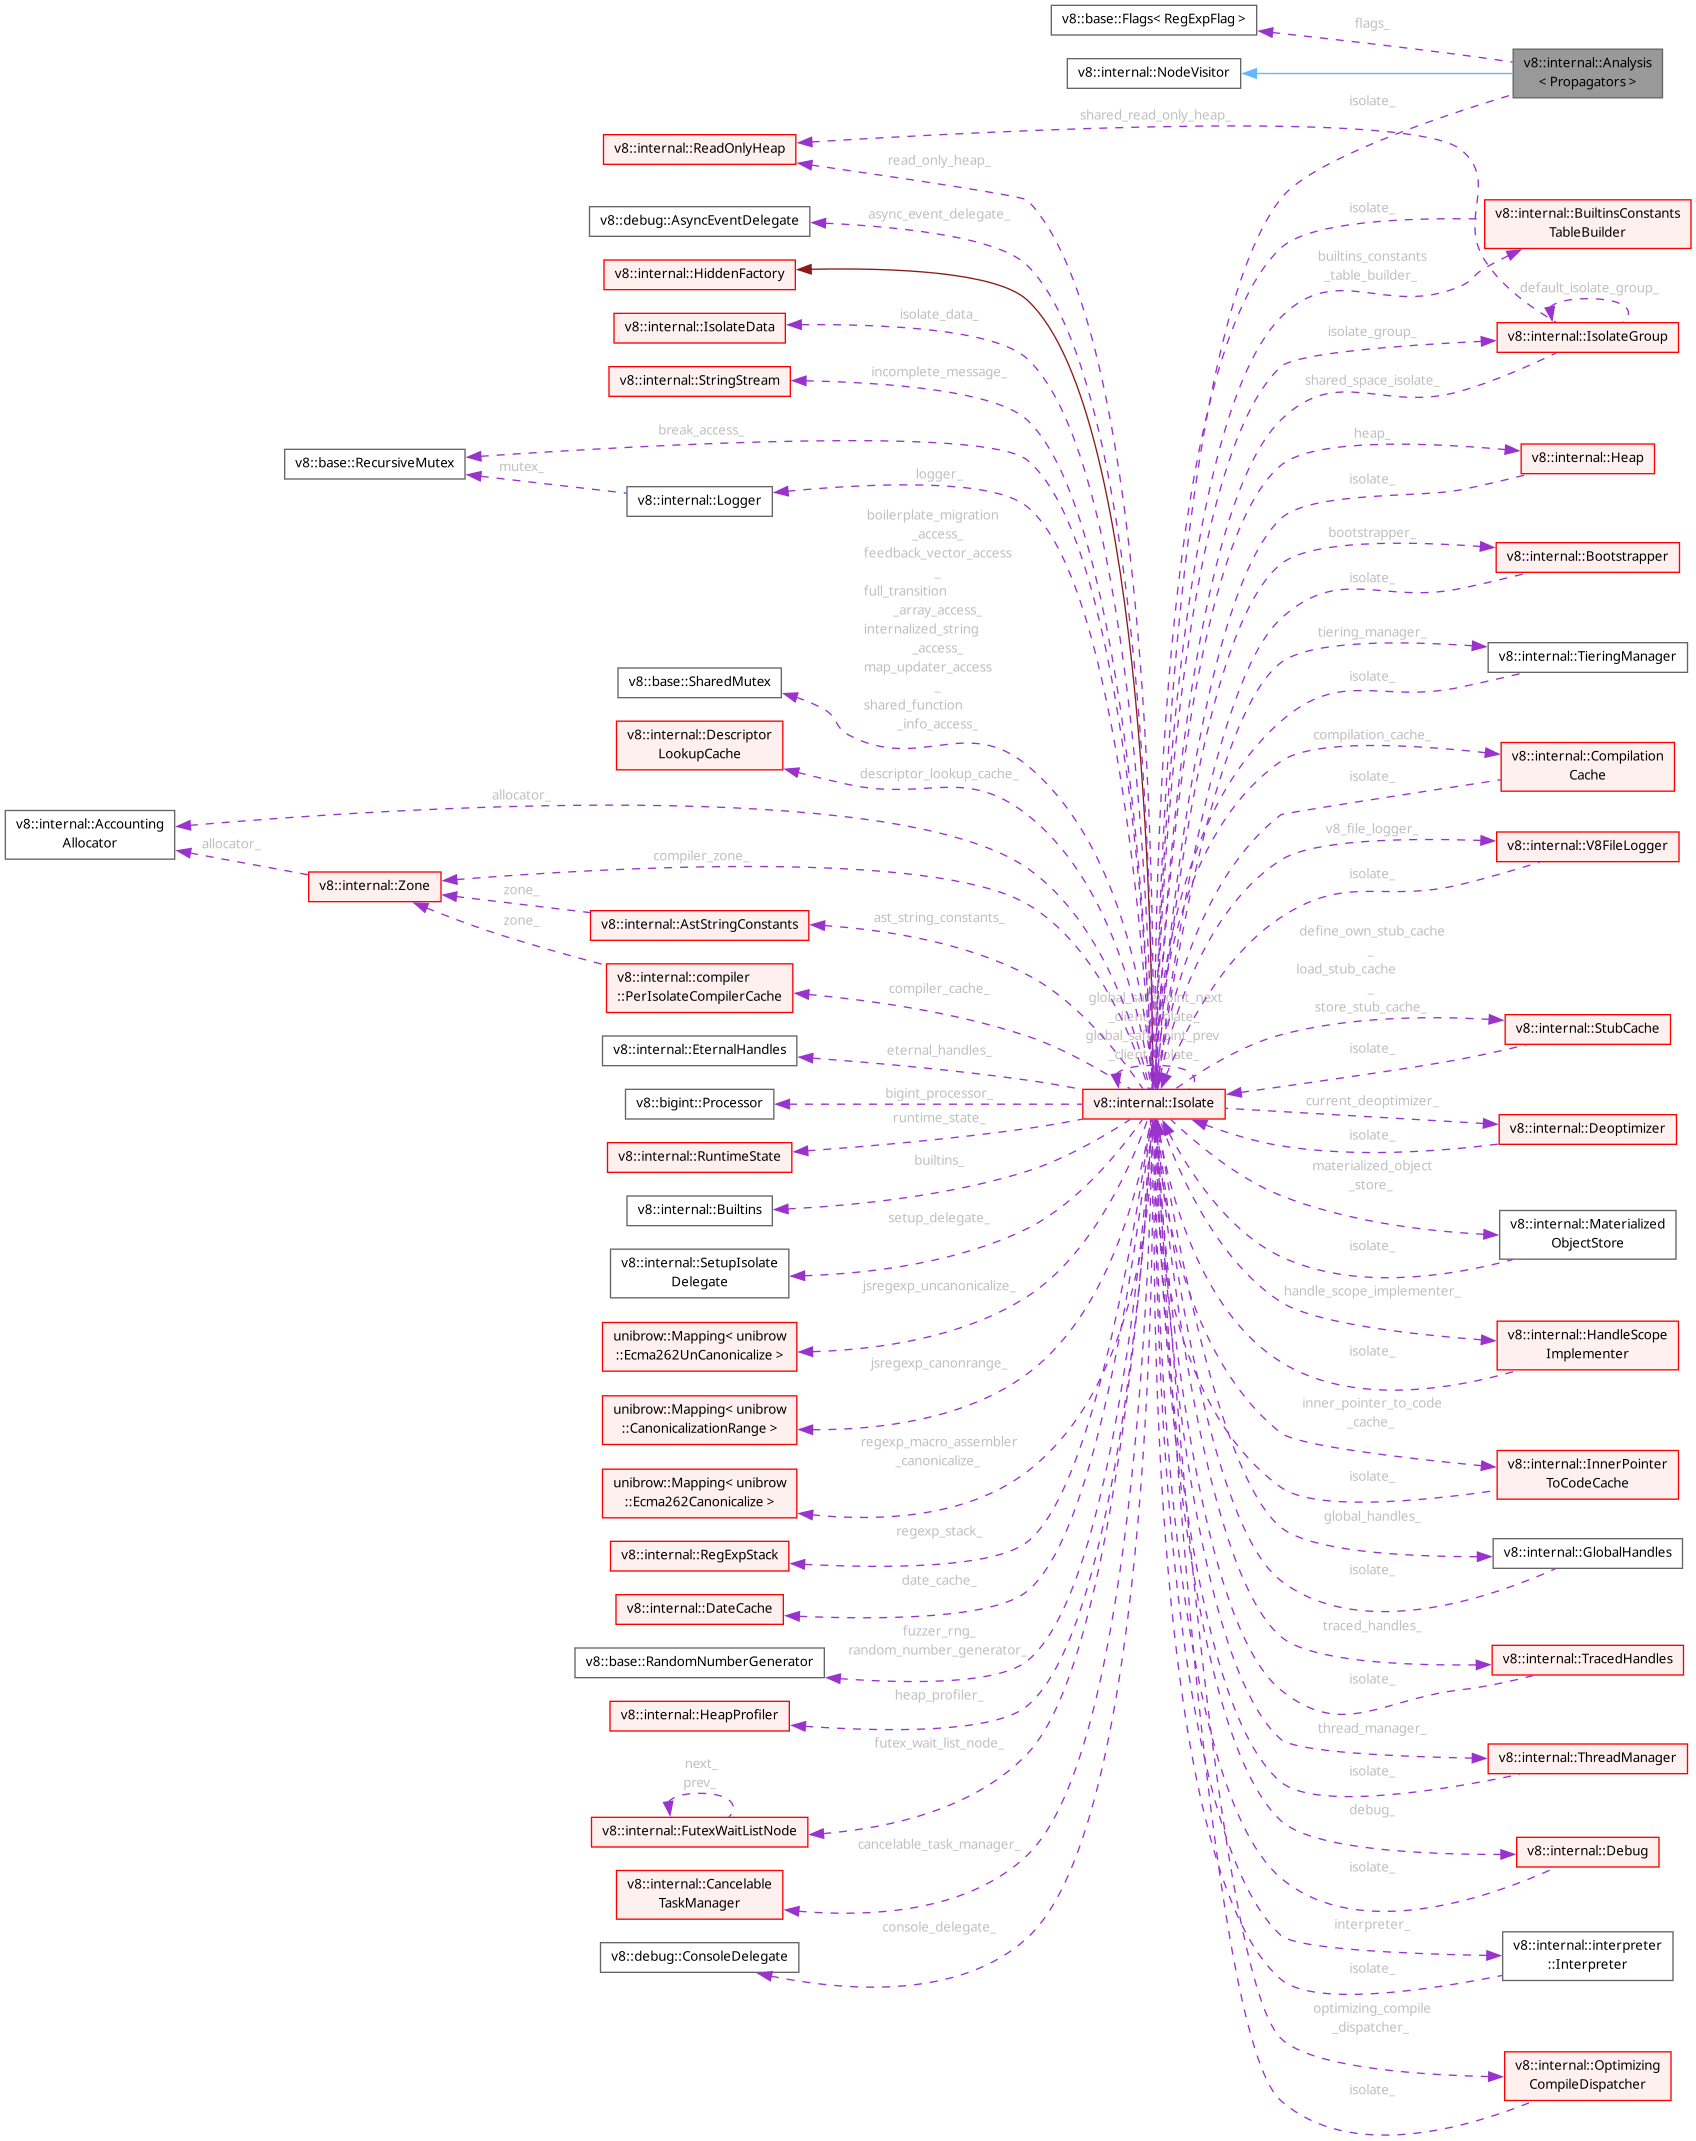 v8::base::Flags< RegExpFlag >
flags_
v8::internal::Analysis
< Propagators >
v8::internal::NodeVisitor
isolate_
shared_read_only_heap_
v8::internal::ReadOnlyHeap
read_only_heap_
v8::debug::AsyncEventDelegate
async_event_delegate_
isolate_
v8::internal::BuiltinsConstants
TableBuilder
v8::internal::HiddenFactory
builtins_constants
_table_builder_
default_isolate_group_
v8::internal::IsolateData
isolate_data_
isolate_group_
v8::internal::IsolateGroup
v8::internal::StringStream
incomplete_message_
shared_space_isolate_
break_access_
v8::base::RecursiveMutex
mutex_
heap_
v8::internal::Heap
v8::internal::Logger
logger_
isolate_
boilerplate_migration
_access_
feedback_vector_access
_
full_transition
_array_access_
internalized_string
_access_
map_updater_access
_
shared_function
_info_access_
bootstrapper_
v8::internal::Bootstrapper
isolate_
tiering_manager_
v8::internal::TieringManager
isolate_
v8::base::SharedMutex
v8::internal::Descriptor
LookupCache
descriptor_lookup_cache_
compilation_cache_
v8::internal::Compilation
Cache
isolate_
allocator_
v8::internal::Accounting
Allocator
allocator_
v8_file_logger_
v8::internal::V8FileLogger
isolate_
compiler_zone_
v8::internal::Zone
zone_
zone_
v8::internal::AstStringConstants
ast_string_constants_
define_own_stub_cache
_
load_stub_cache
_
store_stub_cache_
v8::internal::StubCache
isolate_
v8::internal::compiler
::PerIsolateCompilerCache
compiler_cache_
global_safepoint_next
_client_isolate_
global_safepoint_prev
_client_isolate_
v8::internal::EternalHandles
eternal_handles_
v8::bigint::Processor
bigint_processor_
v8::internal::Isolate
current_deoptimizer_
v8::internal::Deoptimizer
isolate_
v8::internal::RuntimeState
runtime_state_
v8::internal::Builtins
builtins_
materialized_object
_store_
v8::internal::Materialized
ObjectStore
isolate_
v8::internal::SetupIsolate
Delegate
setup_delegate_
unibrow::Mapping< unibrow
::Ecma262UnCanonicalize >
jsregexp_uncanonicalize_
handle_scope_implementer_
v8::internal::HandleScope
Implementer
isolate_
unibrow::Mapping< unibrow
::CanonicalizationRange >
jsregexp_canonrange_
inner_pointer_to_code
_cache_
v8::internal::InnerPointer
ToCodeCache
isolate_
unibrow::Mapping< unibrow
::Ecma262Canonicalize >
regexp_macro_assembler
_canonicalize_
global_handles_
v8::internal::GlobalHandles
isolate_
v8::internal::RegExpStack
regexp_stack_
v8::internal::DateCache
date_cache_
traced_handles_
v8::internal::TracedHandles
isolate_
v8::base::RandomNumberGenerator
fuzzer_rng_
random_number_generator_
v8::internal::HeapProfiler
heap_profiler_
thread_manager_
v8::internal::ThreadManager
isolate_
futex_wait_list_node_
next_
prev_
v8::internal::FutexWaitListNode
debug_
v8::internal::Debug
isolate_
v8::internal::Cancelable
TaskManager
cancelable_task_manager_
v8::debug::ConsoleDelegate
console_delegate_
interpreter_
v8::internal::interpreter
::Interpreter
isolate_
optimizing_compile
_dispatcher_
v8::internal::Optimizing
CompileDispatcher
isolate_